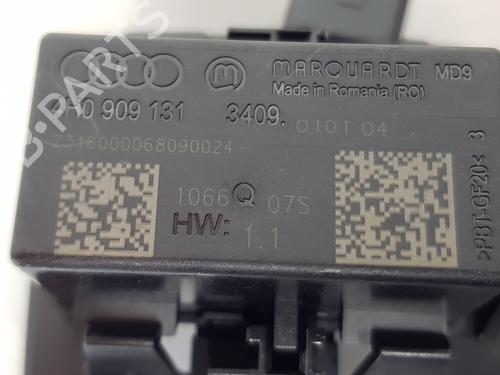 MARQUARDT MD9
Made in Romania (RO)
909 131 3409. 0101 04
2316000068090024
1066 Q 07S
HW: 1.1
>PBT-GF20< 3
B-PARTS